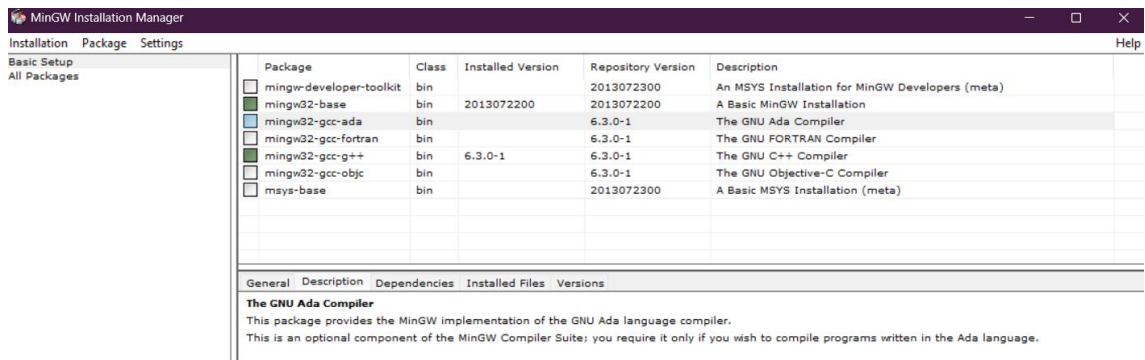 MinGW Installation Manager
Installation Package Settings Help
Basic Setup
All Packages
Package Class Installed Version Repository Version Description
mingw-developer-toolkit bin 2013072300 An MSYS Installation for MinGW Developers (meta)
mingw32-base bin 2013072200 2013072200 A Basic MinGW Installation
mingw32-gcc-ada bin 6.3.0-1 The GNU Ada Compiler
mingw32-gcc-fortran bin 6.3.0-1 The GNU FORTRAN Compiler
mingw32-gcc-g++ bin 6.3.0-1 6.3.0-1 The GNU C++ Compiler
mingw32-gcc-objc bin 6.3.0-1 The GNU Objective-C Compiler
msys-base bin 2013072300 A Basic MSYS Installation (meta)
General Description Dependencies Installed Files Versions
The GNU Ada Compiler
This package provides the MinGW implementation of the GNU Ada language compiler.
This is an optional component of the MinGW Compiler Suite; you require it only if you wish to compile programs written in the Ada language.